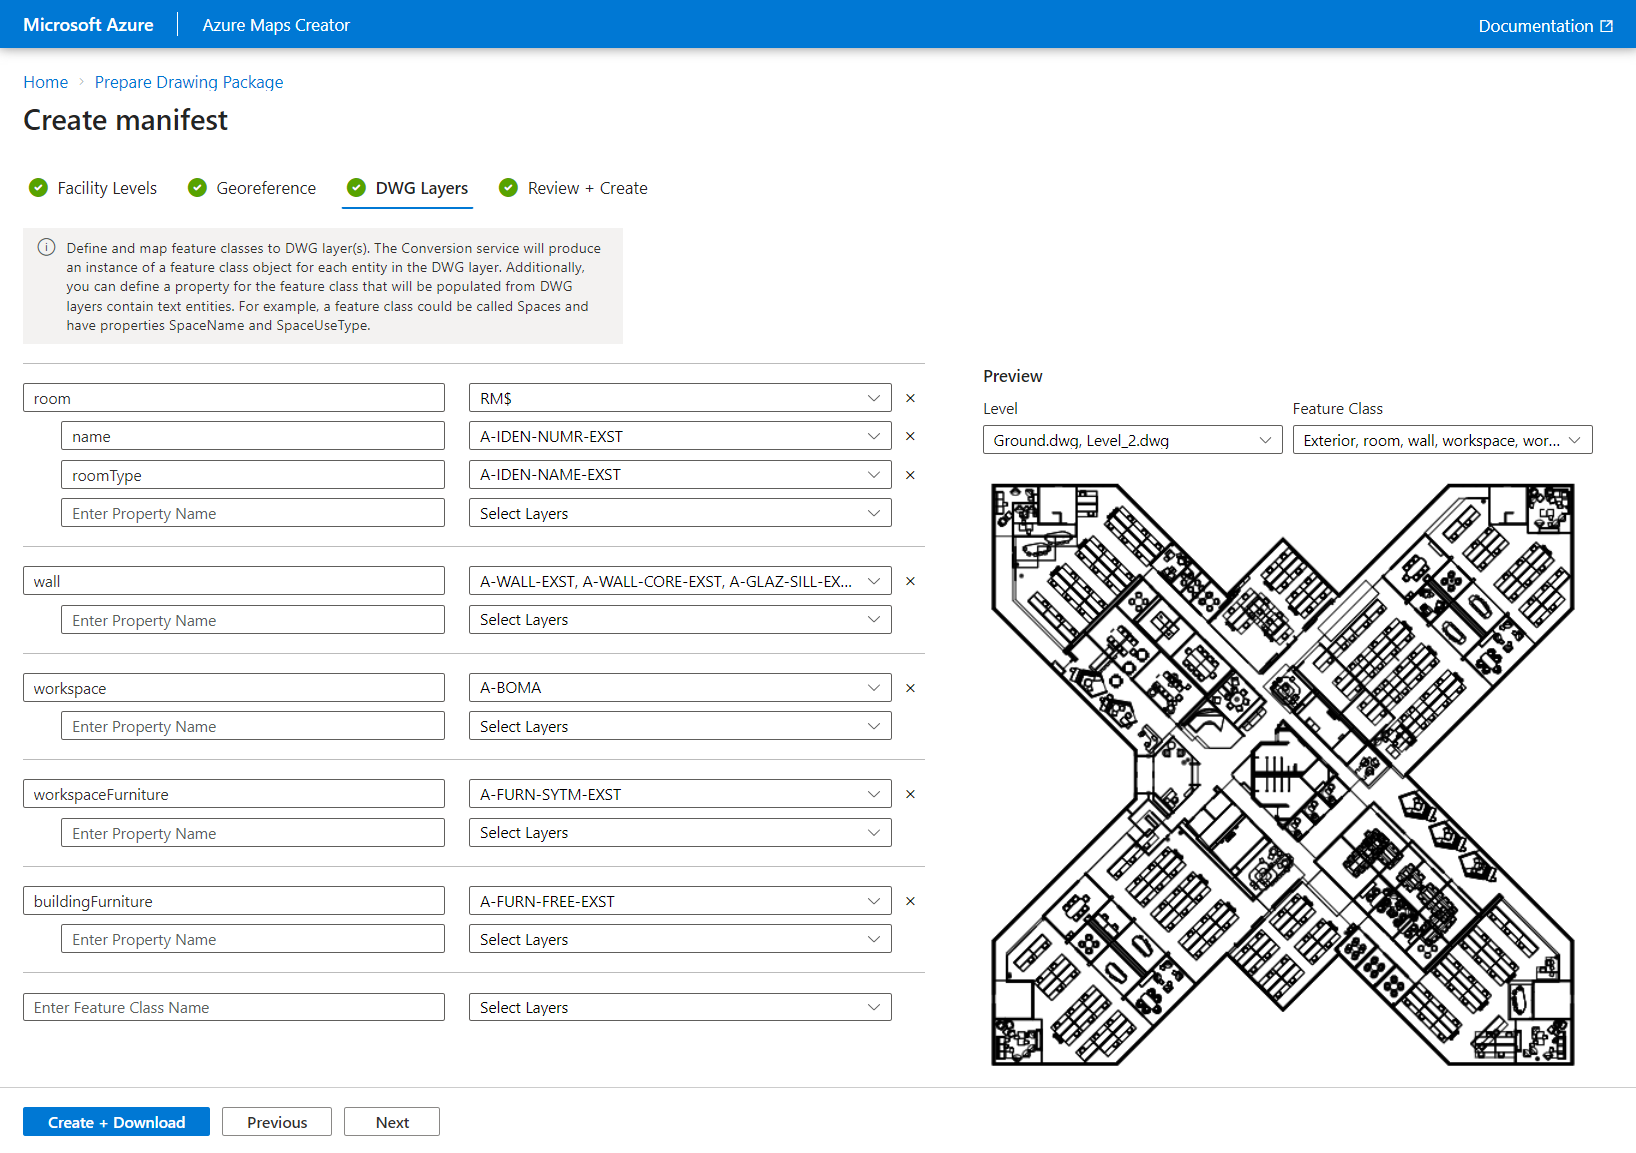 Microsoft Azure
Azure Maps Creator
Documentation
Home
Prepare Drawing Package
Create manifest
Facility Levels
Georeference
DWG Layers
Review + Create
Define and map feature classes to DWG layer(s). The Conversion service will produce
an instance of a feature class object for each entity in the DWG layer. Additionally,
you can define a property for the feature class that will be populated from DWG
layers contain text entities. For example, a feature class could be called Spaces and
have properties SpaceName and SpaceUseType.
room
RM$
name
A-IDEN-NUMR-EXST
roomType
A-IDEN-NAME-EXST
Enter Property Name
Select Layers
wall
A-WALL-EXST, A-WALL-CORE-EXST, A-GLAZ-SILL-EX...
Enter Property Name
Select Layers
workspace
A-BOMA
Enter Property Name
Select Layers
workspaceFurniture
A-FURN-SYTM-EXST
Enter Property Name
Select Layers
buildingFurniture
A-FURN-FREE-EXST
Enter Property Name
Select Layers
Enter Feature Class Name
Select Layers
Preview
Level
Feature Class
Ground.dwg, Level_2.dwg
Exterior, room, wall, workspace, wor...
Create + Download
Previous
Next